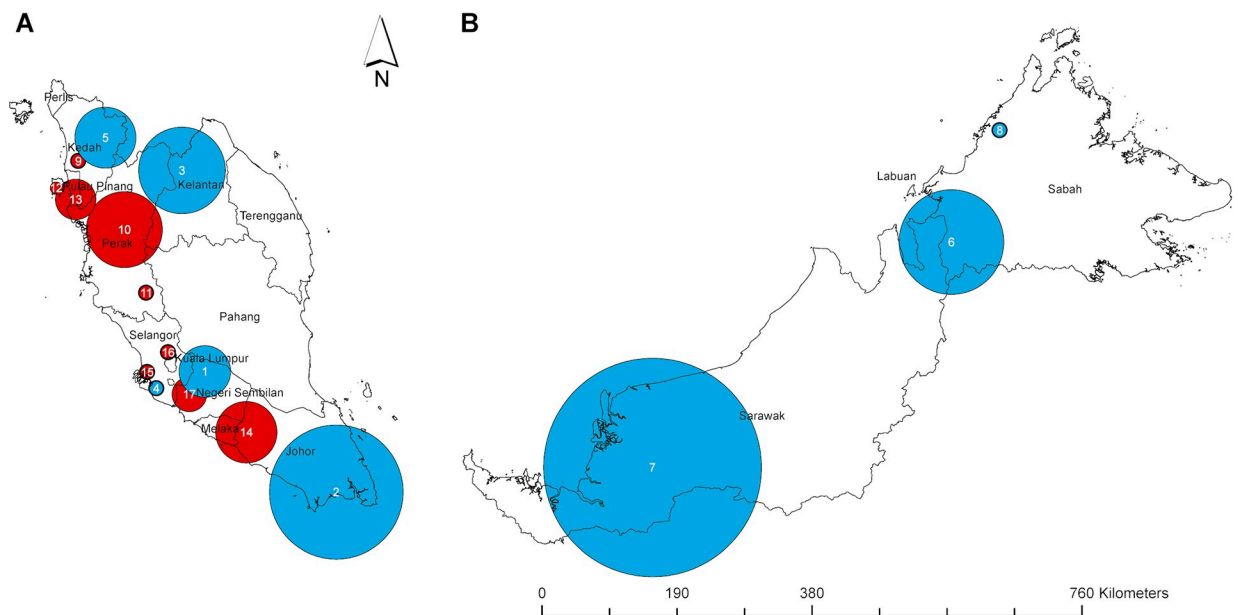 A
B
N
Perlis
5
Kedah
9
3
12
Pulau Pinang
Kelantan
13
Terengganu
10
Perak
11
Pahang
Selangor
16
Kuala Lumpur
15
1
4
17
Negeri Sembilan
Melaka
14
Johor
2
8
Labuan
Sabah
6
Sarawak
7
0
190
380
760 Kilometers